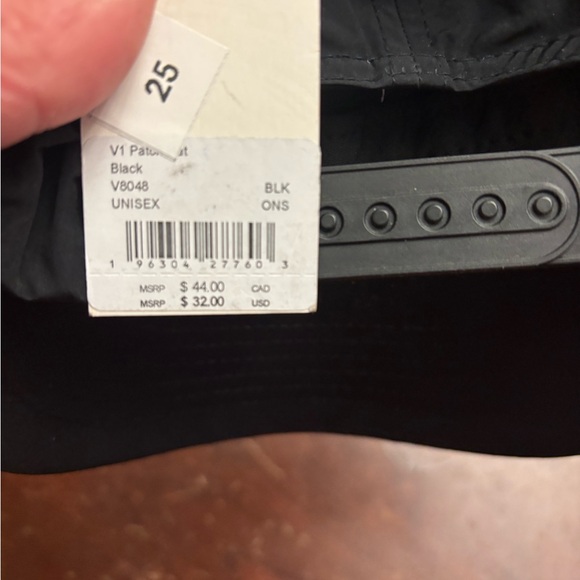 25
V1
Black
V8048 BLK
UNISEX ONS
1 96304 27760 3
MSRP $ 44.00 CAD
MSRP $ 32.00 USD